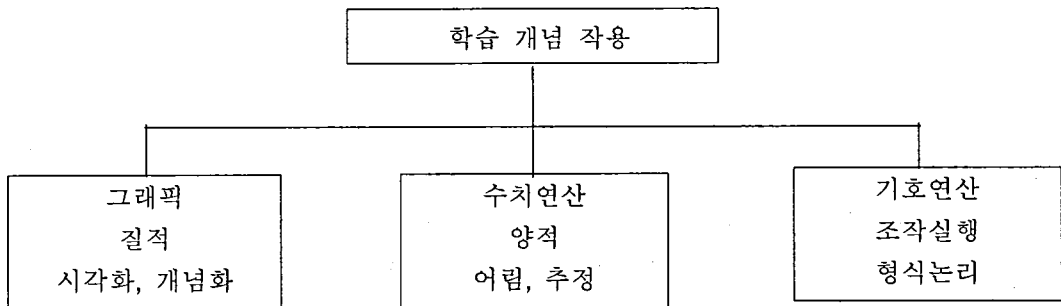 학습 개념 작용
그래픽
질적
시각화, 개념화
수치연산
양적
어림, 추정
기호연산
조작실행
형식논리